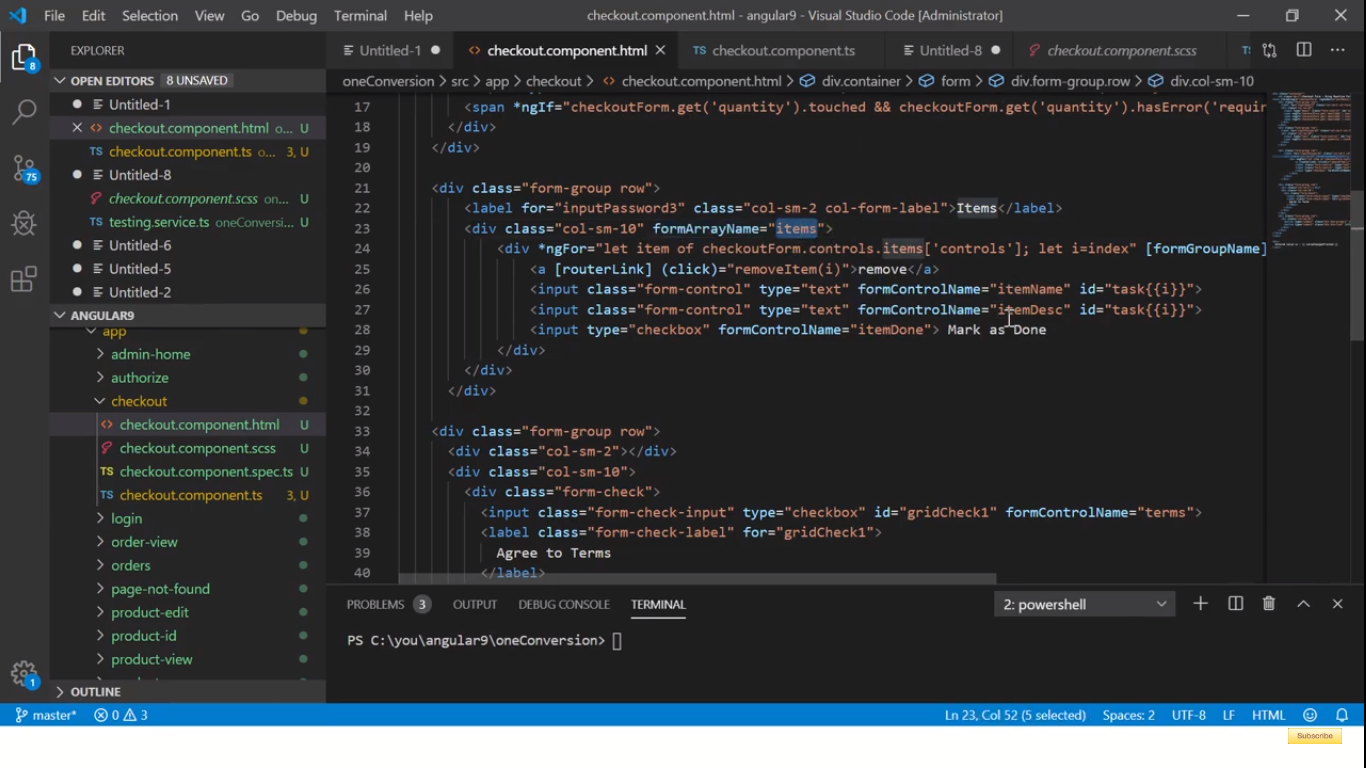 File Edit Selection View Go Debug Terminal Help checkout.component.html - angular9 - Visual Studio Code [Administrator]
EXPLORER
Untitled-1 checkout.component.html TS checkout.component.ts Untitled-8 checkout.component.scss
8
OPEN EDITORS 8 UNSAVED
oneConversion > src > app > checkout > checkout.component.html > div.container > form > div.form-group.row > div.col-sm-10
Untitled-1
checkout.component.html o... U
TS checkout.component.ts o... 3, U
Untitled-8
75
checkout.component.scss on... U
TS testing.service.ts oneConversi... U
Untitled-6
Untitled-5
Untitled-2
ANGULAR9
app
admin-home
authorize
checkout
checkout.component.html U
checkout.component.scss U
TS checkout.component.spec.ts U
TS checkout.component.ts 3, U
login
order-view
orders
page-not-found
product-edit
product-id
product-view
OUTLINE
1
17 <span *ngIf="checkoutForm.get('quantity').touched && checkoutForm.get('quantity').hasError('requir
18 </div>
19 </div>
20
21 <div class="form-group row">
22 <label for="inputPassword3" class="col-sm-2 col-form-label">Items</label>
23 <div class="col-sm-10" formArrayName="items">
24 <div *ngFor="let item of checkoutForm.controls.items['controls']; let i=index" [formGroupName]
25 <a [routerLink] (click)="removeItem(i)">remove</a>
26 <input class="form-control" type="text" formControlName="itemName" id="task{{i}}">
27 <input class="form-control" type="text" formControlName="itemDesc" id="task{{i}}">
28 <input type="checkbox" formControlName="itemDone"> Mark as Done
29 </div>
30 </div>
31 </div>
32
33 <div class="form-group row">
34 <div class="col-sm-2"></div>
35 <div class="col-sm-10">
36 <div class="form-check">
37 <input class="form-check-input" type="checkbox" id="gridCheck1" formControlName="terms">
38 <label class="form-check-label" for="gridCheck1">
39 Agree to Terms
40 </label>
PROBLEMS 3 OUTPUT DEBUG CONSOLE TERMINAL 2: powershell
PS C:\you\angular9\oneConversion>
master* 0 3 Ln 23, Col 52 (5 selected) Spaces: 2 UTF-8 LF HTML
Subscribe